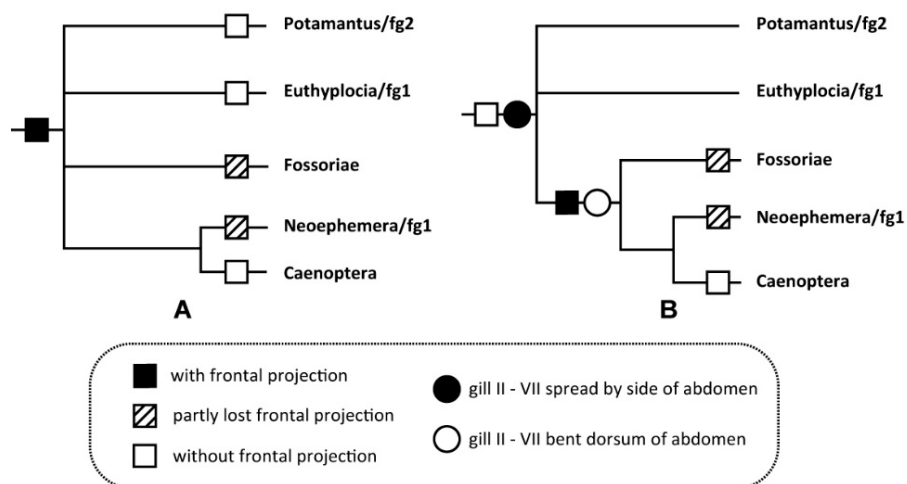 Potamantus/fg2
Euthyplocia/fg1
Fossoriae
Neoephemera/fg1
Caenoptera
A
Potamantus/fg2
Euthyplocia/fg1
Fossoriae
Neoephemera/fg1
Caenoptera
B
with frontal projection
partly lost frontal projection
without frontal projection
gill II - VII spread by side of abdomen
gill II - VII bent dorsum of abdomen